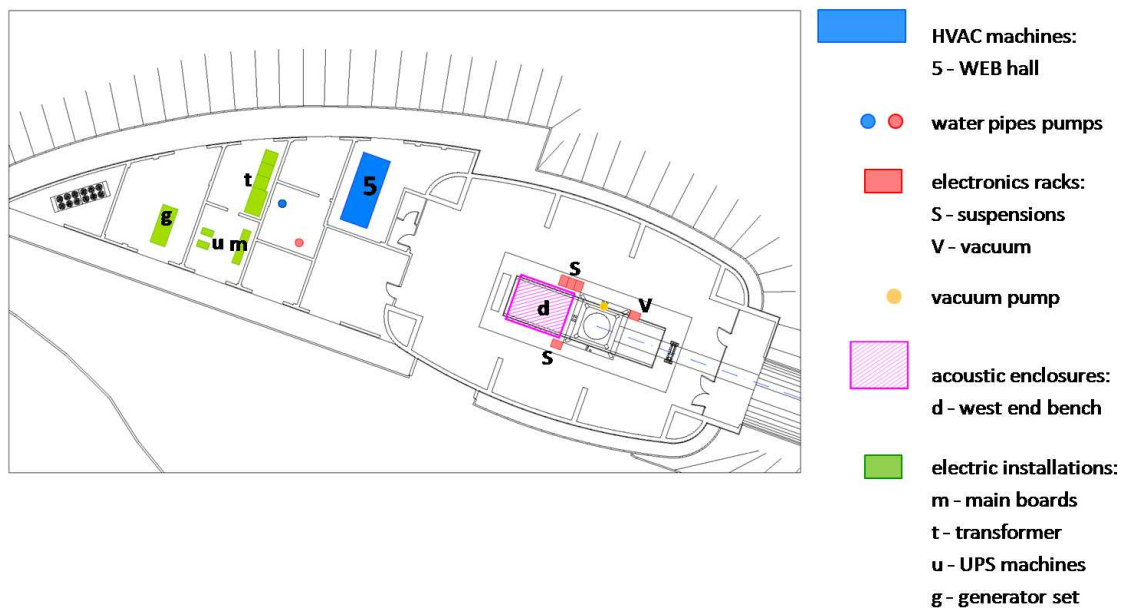 HVAC machines:
5 - WEB hall
water pipes pumps
electronics racks:
S - suspensions
V - vacuum
vacuum pump
acoustic enclosures:
d - west end bench
electric installations:
m - main boards
t - transformer
u - UPS machines
g - generator set
t
5
g
u m
S
d
V
S